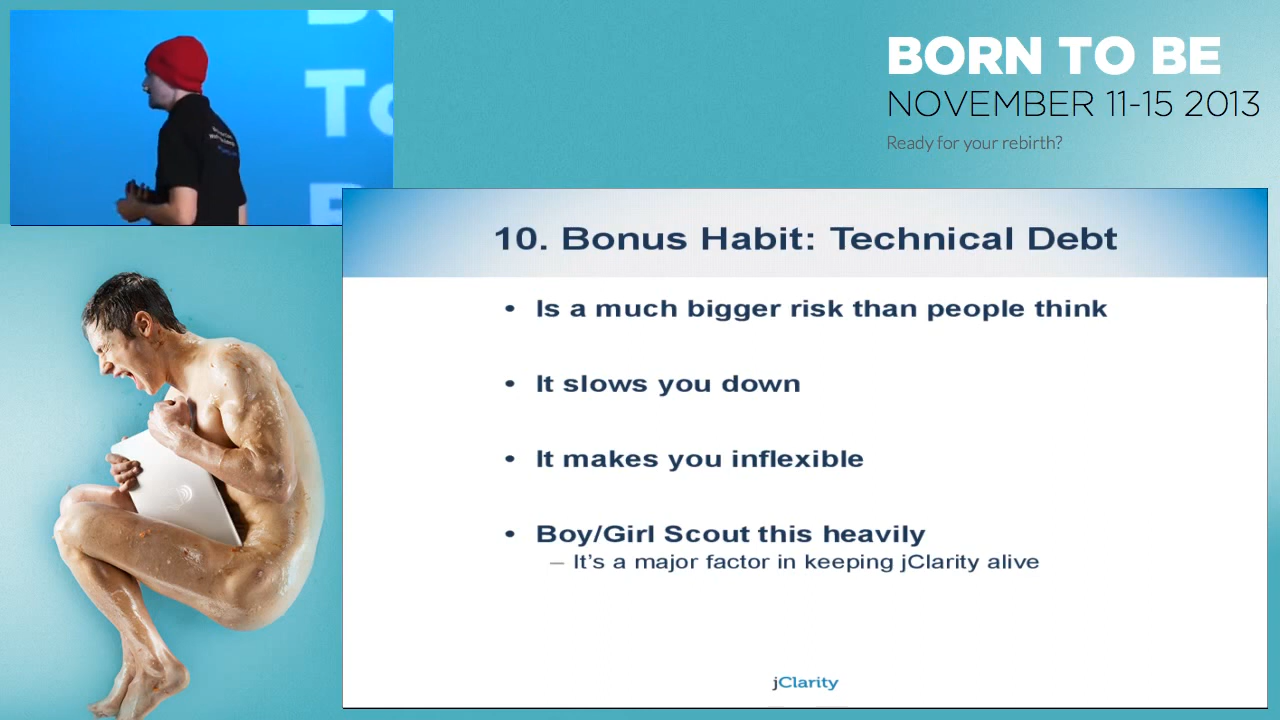 BORN TO BE
NOVEMBER 11-15 2013
Ready for your rebirth?
To
10. Bonus Habit: Technical Debt
• Is a much bigger risk than people think
• It slows you down
• It makes you inflexible
• Boy/Girl Scout this heavily
– It's a major factor in keeping jClarity alive
jClarity